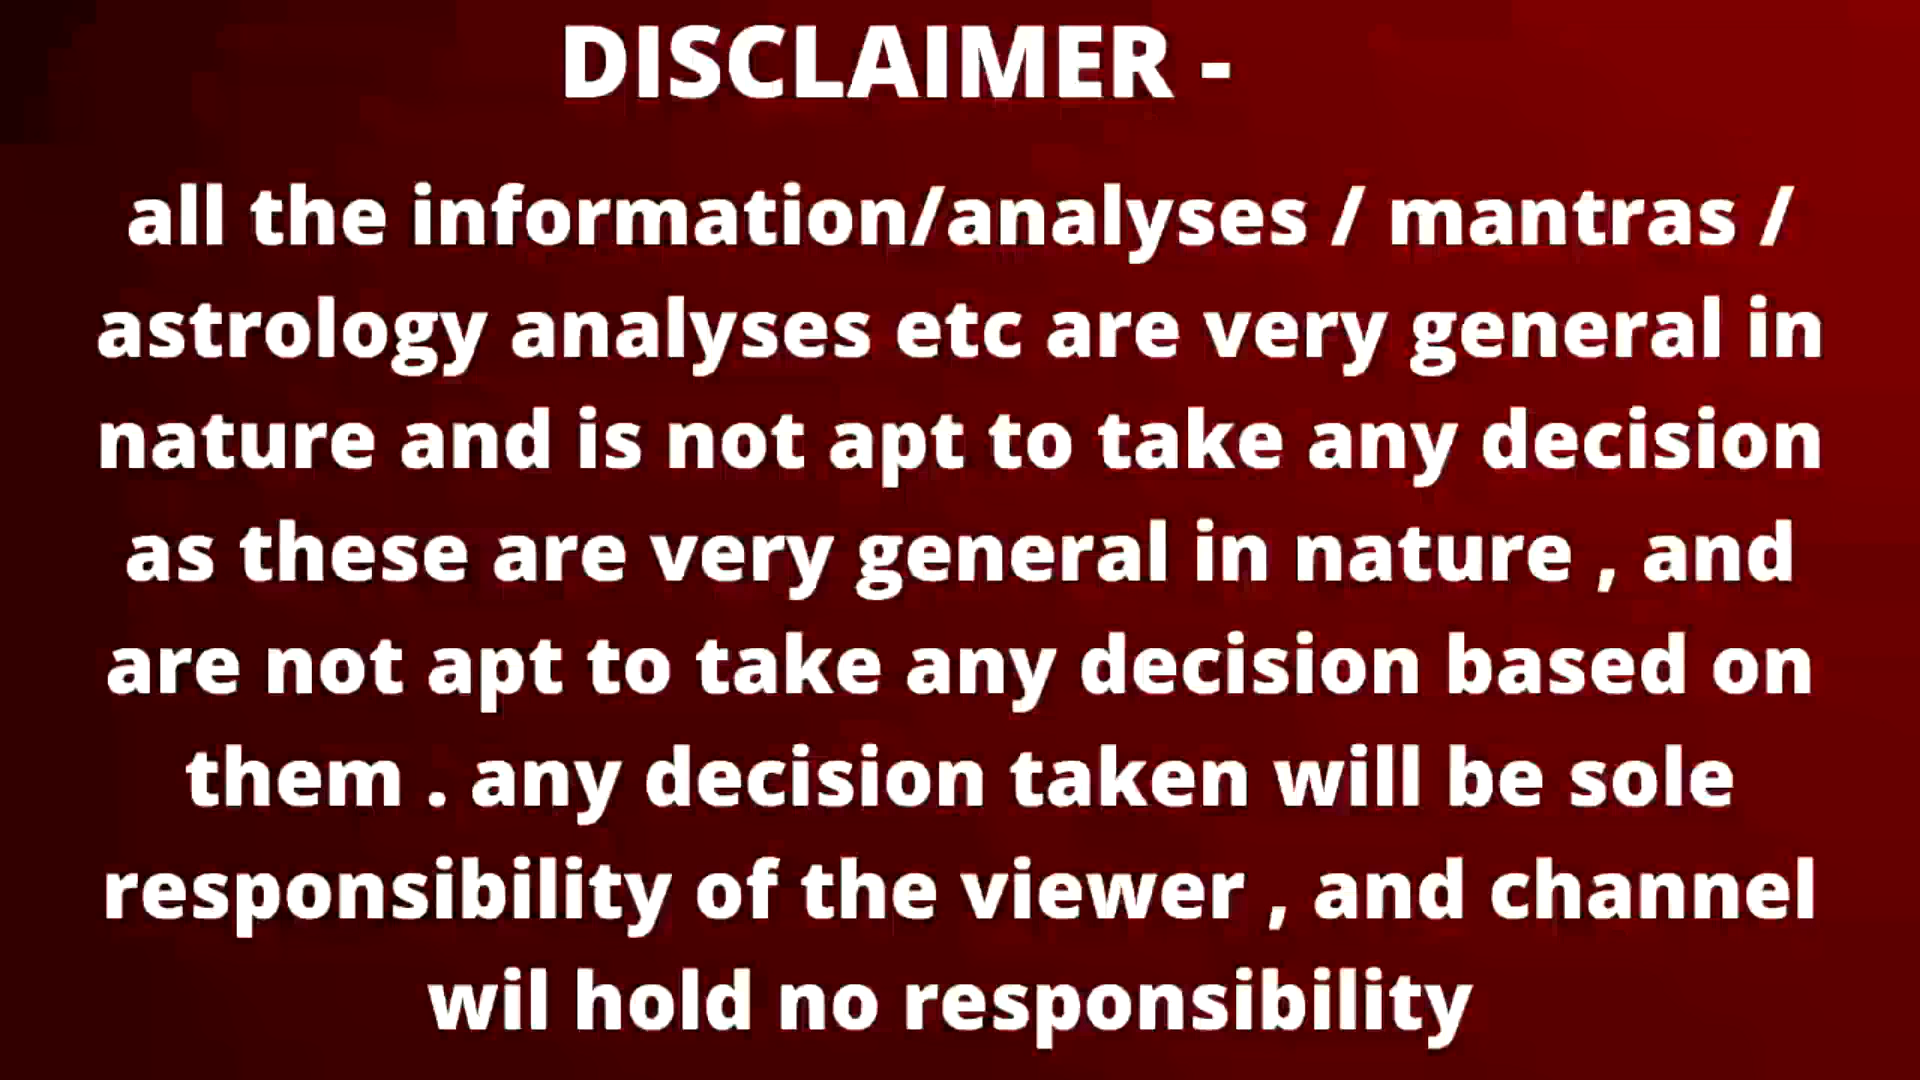 DISCLAIMER -
all the information/analyses / mantras /
astrology analyses etc are very general in
nature and is not apt to take any decision
as these are very general in nature , and
are not apt to take any decision based on
them . any decision taken will be sole
responsibility of the viewer , and channel
wil hold no responsibility